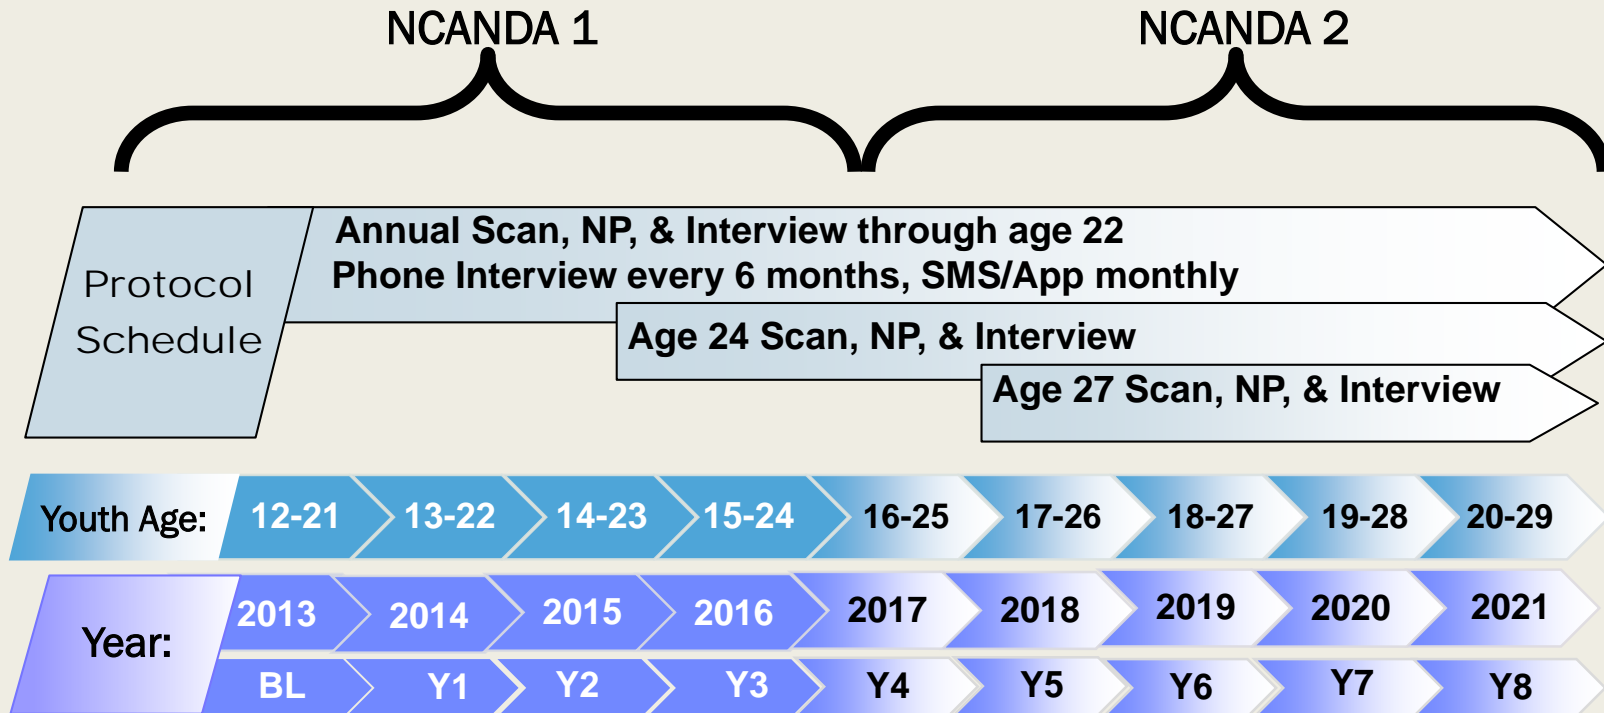 NCANDA 1
NCANDA 2
Protocol
Schedule
Annual Scan, NP, & Interview through age 22
Phone Interview every 6 months, SMS/App monthly
Age 24 Scan, NP, & Interview
Age 27 Scan, NP, & Interview
Youth Age: 12-21 13-22 14-23 15-24 16-25 17-26 18-27 19-28 20-29
Year:
2013 2014 2015 2016 2017 2018 2019 2020 2021
BL Y1 Y2 Y3 Y4 Y5 Y6 Y7 Y8